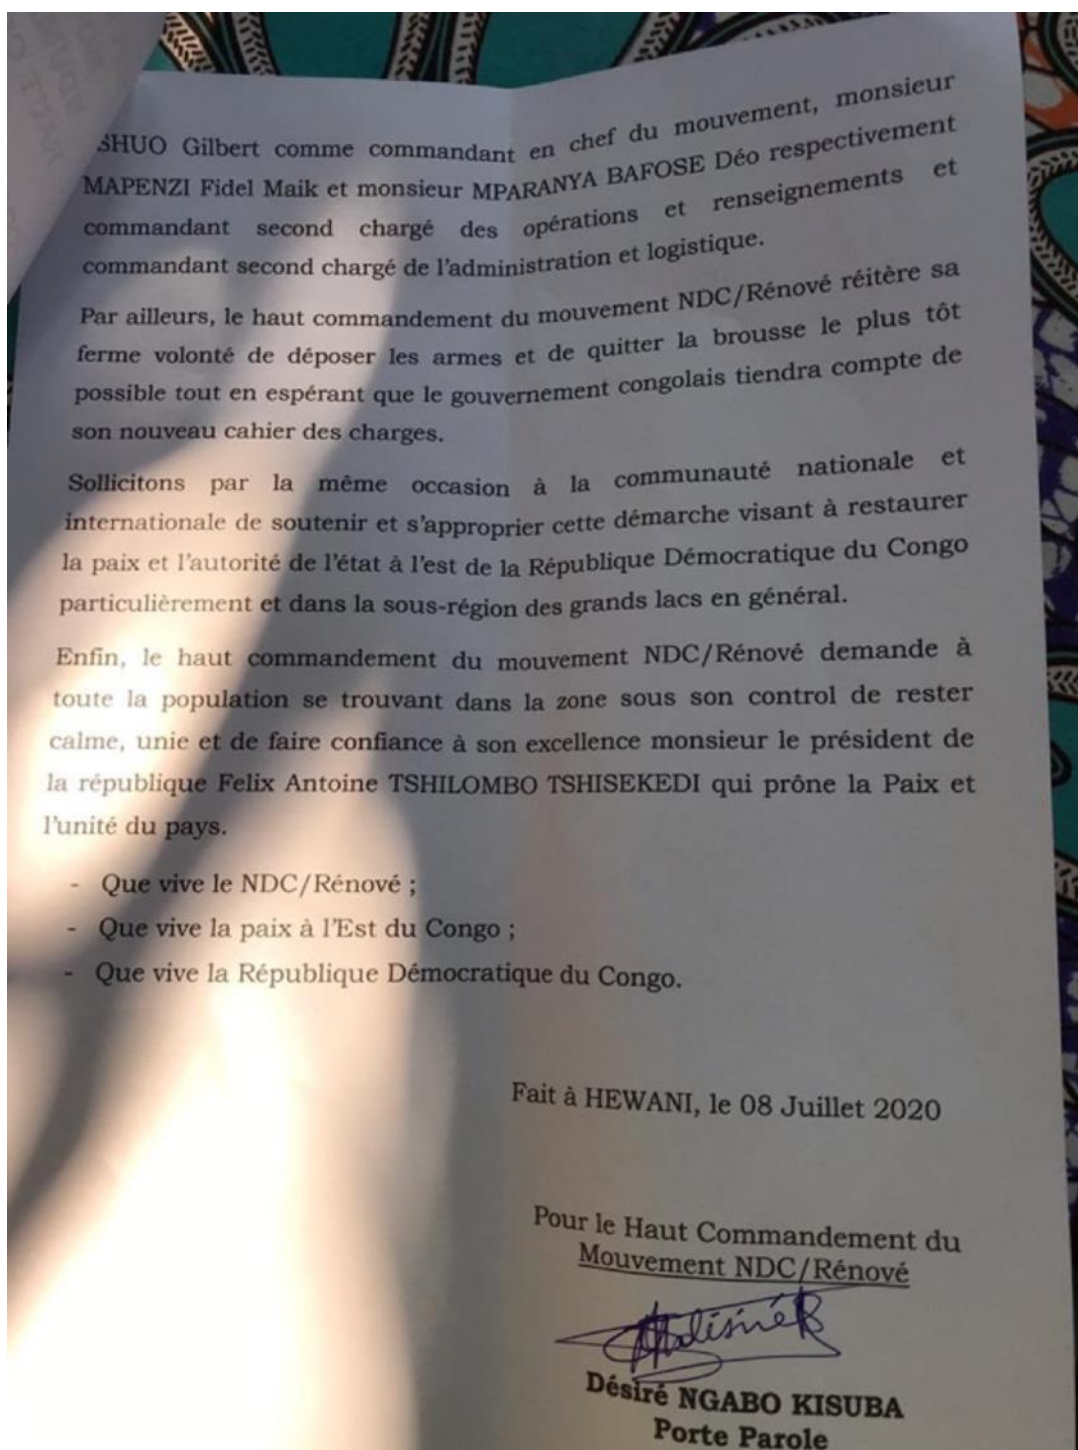 SHUO Gilbert comme commandant en chef du mouvement, monsieur
MAPENZI Fidel Maik et monsieur MPARANYA BAFOSE Déo respectivement
commandant second chargé des opérations et renseignements et
commandant second chargé de l'administration et logistique.
Par ailleurs, le haut commandement du mouvement NDC/Rénové réitère sa
ferme volonté de déposer les armes et de quitter la brousse le plus tôt
possible tout en espérant que le gouvernement congolais tiendra compte de
son nouveau cahier des charges.
Sollicitons par la même occasion à la communauté nationale et
internationale de soutenir et s'approprier cette démarche visant à restaurer
la paix et l'autorité de l'état à l'est de la République Démocratique du Congo
particulièrement et dans la sous-région des grands lacs en général.
Enfin, le haut commandement du mouvement NDC/Rénové demande à
toute la population se trouvant dans la zone sous son control de rester
calme, unie et de faire confiance à son excellence monsieur le président de
la république Felix Antoine TSHILOMBO TSHISEKEDI qui prône la Paix et
l'unité du pays.
- Que vive le NDC/Rénové ;
- Que vive la paix à l'Est du Congo ;
- Que vive la République Démocratique du Congo.
Fait à HEWANI, le 08 Juillet 2020
Pour le Haut Commandement du
Mouvement NDC/Rénové
Désiré NGABO KISUBA
Porte Parole